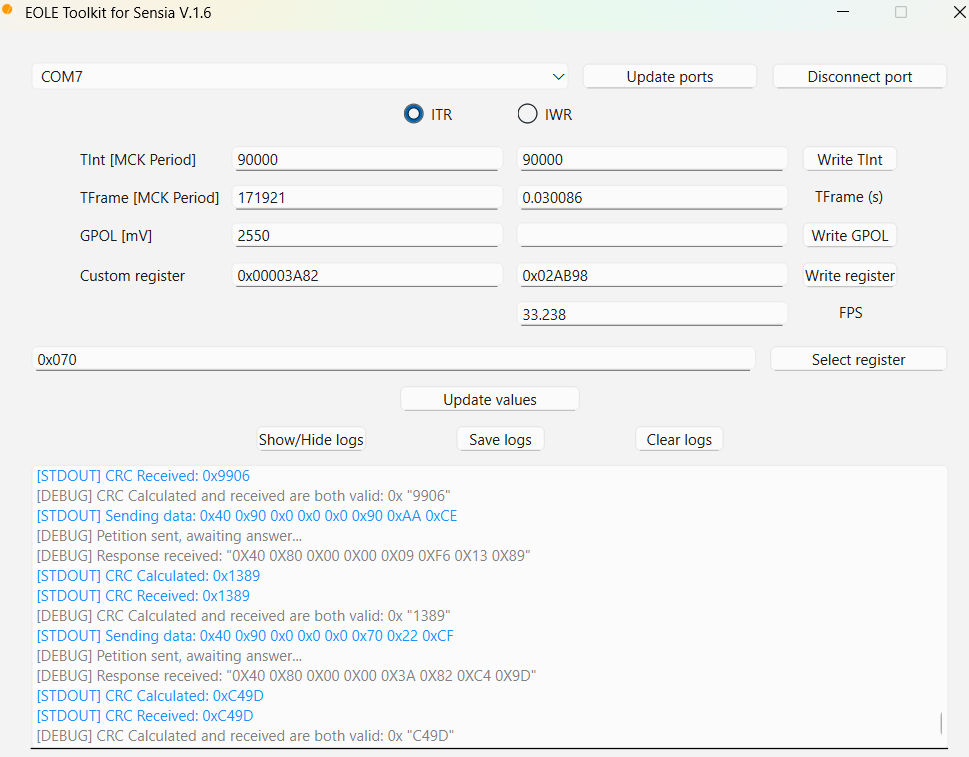 EOLE Toolkit for Sensia V.1.6
COM7 Update ports Disconnect port
ITR IWR
TInt [MCK Period] 90000 90000 Write TInt
TFrame [MCK Period] 171921 0.030086 TFrame (s)
GPOL [mV] 2550 Write GPOL
Custom register 0x00003A82 0x02AB98 Write register
33.238 FPS
0x070 Select register
Update values
Show/Hide logs Save logs Clear logs
[STDOUT] CRC Received: 0x9906
[DEBUG] CRC Calculated and received are both valid: 0x "9906"
[STDOUT] Sending data: 0x40 0x90 0x0 0x0 0x0 0x90 0xAA 0xCE
[DEBUG] Petition sent, awaiting answer...
[DEBUG] Response received: "0X40 0X80 0X00 0X00 0X09 0XF6 0X13 0X89"
[STDOUT] CRC Calculated: 0x1389
[STDOUT] CRC Received: 0x1389
[DEBUG] CRC Calculated and received are both valid: 0x "1389"
[STDOUT] Sending data: 0x40 0x90 0x0 0x0 0x0 0x70 0x22 0xCF
[DEBUG] Petition sent, awaiting answer...
[DEBUG] Response received: "0X40 0X80 0X00 0X00 0X3A 0X82 0XC4 0X9D"
[STDOUT] CRC Calculated: 0xC49D
[STDOUT] CRC Received: 0xC49D
[DEBUG] CRC Calculated and received are both valid: 0x "C49D"